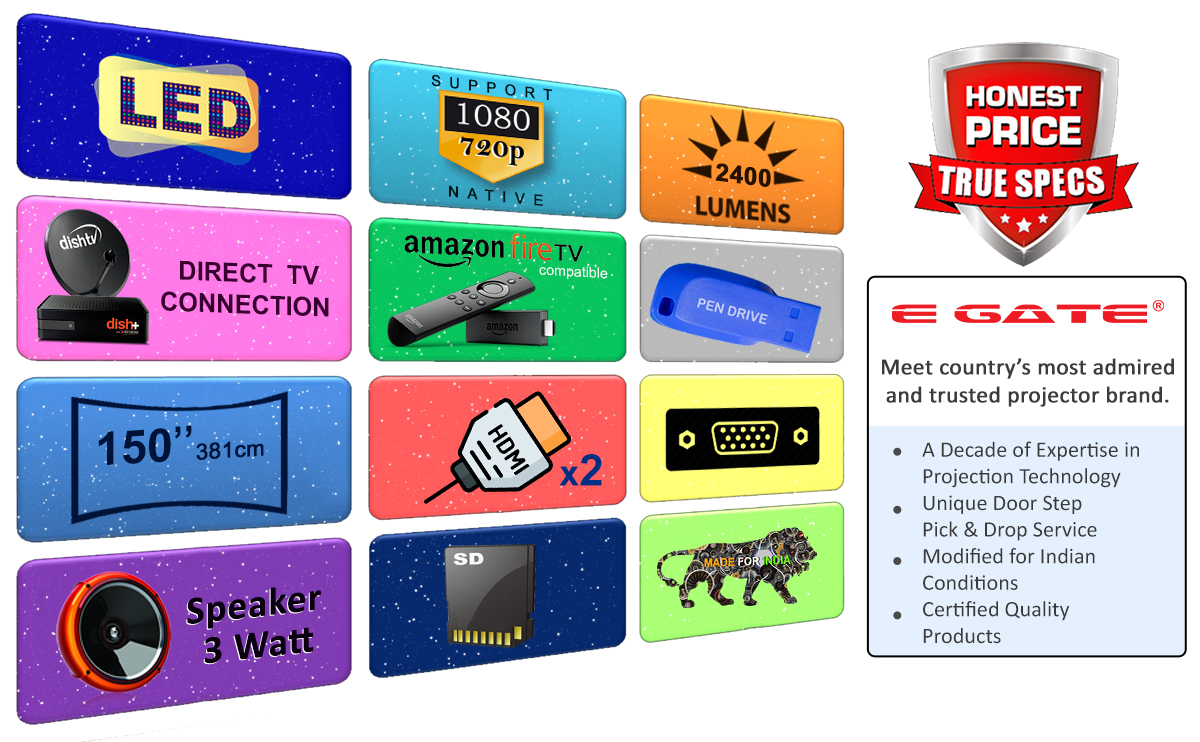 LED
SUPPORT
1080
720p
NATIVE
2400
LUMENS
dishtv
dish+
DIRECT TV
CONNECTION
amazon fireTV
compatible
amazon
PEN DRIVE
150’’ 381cm
HDMI
x2
Speaker
3 Watt
SD
MADE FOR INDIA
HONEST
PRICE
TRUE SPECS
E GATE®
Meet country’s most admired
and trusted projector brand.
• A Decade of Expertise in
Projection Technology
• Unique Door Step
Pick & Drop Service
• Modified for Indian
Conditions
• Certified Quality
Products